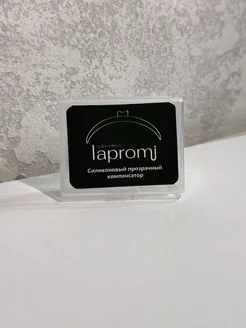 lapromj
Силиконовый прозрачный
компенсатор